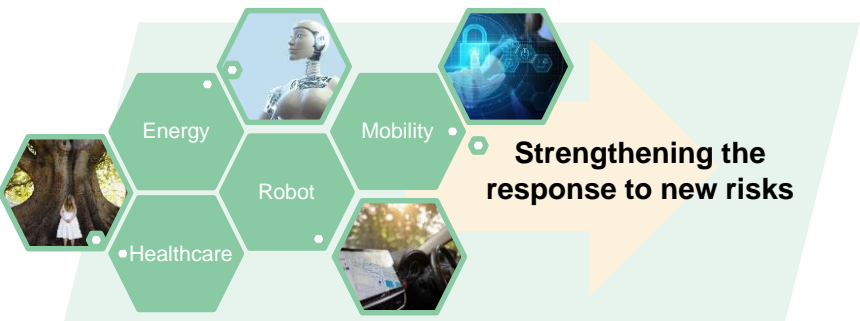 Energy
Mobility
Robot
Healthcare
Strengthening the
response to new risks